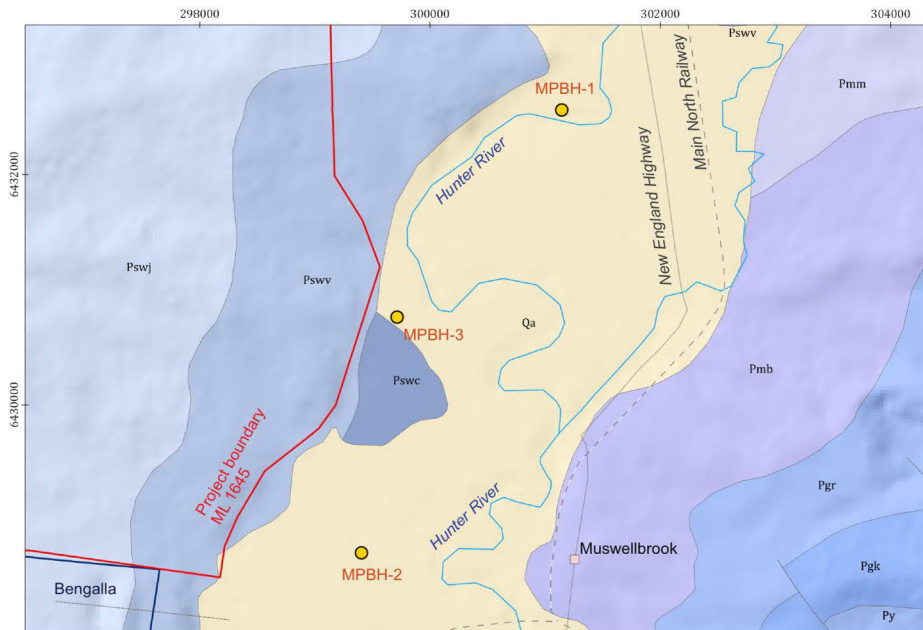 298000
300000
302000
304000
Pswv
MPBH-1
Pmm
New England Highway
Main North Railway
6432000
Hunter River
Pswj
Pswv
MPBH-3
Qa
Pswc
Pmb
6430000
Project boundary
ML 1645
Hunter River
Pgr
MPBH-2
Muswellbrook
Pgk
Bengalla
Py